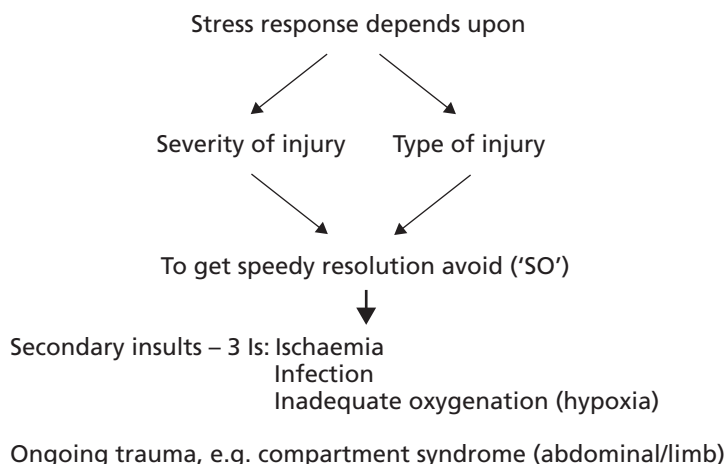 Stress response depends upon
Severity of injury Type of injury
To get speedy resolution avoid (‘SO’)
Secondary insults – 3 Is: Ischaemia
Infection
Inadequate oxygenation (hypoxia)
Ongoing trauma, e.g. compartment syndrome (abdominal/limb)